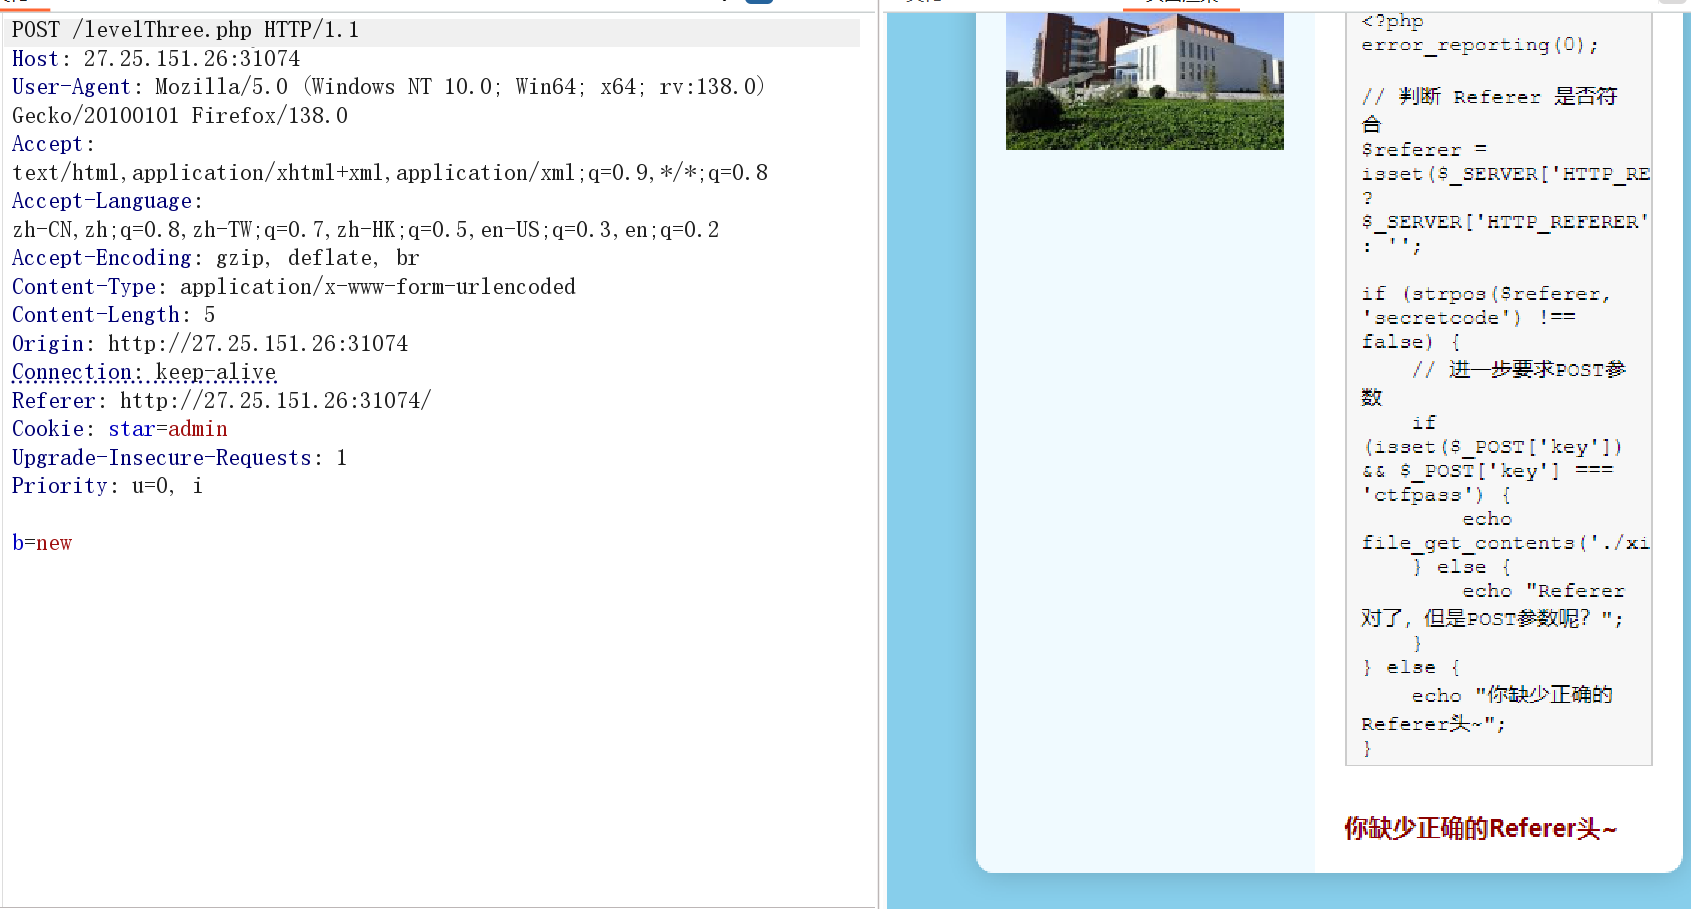 POST /levelThree.php HTTP/1.1
Host: 27.25.151.26:31074
User-Agent: Mozilla/5.0 (Windows NT 10.0; Win64; x64; rv:138.0)
Gecko/20100101 Firefox/138.0
Accept:
text/html,application/xhtml+xml,application/xml;q=0.9,*/*;q=0.8
Accept-Language:
zh-CN,zh;q=0.8,zh-TW;q=0.7,zh-HK;q=0.5,en-US;q=0.3,en;q=0.2
Accept-Encoding: gzip, deflate, br
Content-Type: application/x-www-form-urlencoded
Content-Length: 5
Origin: http://27.25.151.26:31074
Connection: keep-alive
Referer: http://27.25.151.26:31074/
Cookie: star=admin
Upgrade-Insecure-Requests: 1
Priority: u=0, i
b=new
<?php
error_reporting(0);
// 判断 Referer 是否符
合
$referer =
isset($_SERVER['HTTP_RE
?
$_SERVER['HTTP_REFERER'
: '';
if (strpos($referer,
'secretcode') !==
false) {
// 进一步要求POST参
数
if
(isset($_POST['key'])
&& $_POST['key'] ===
'ctfpass') {
echo
file_get_contents('./xi
} else {
echo "Referer
对了，但是POST参数呢？";
}
} else {
echo "你缺少正确的
Referer头~";
}
你缺少正确的Referer头~